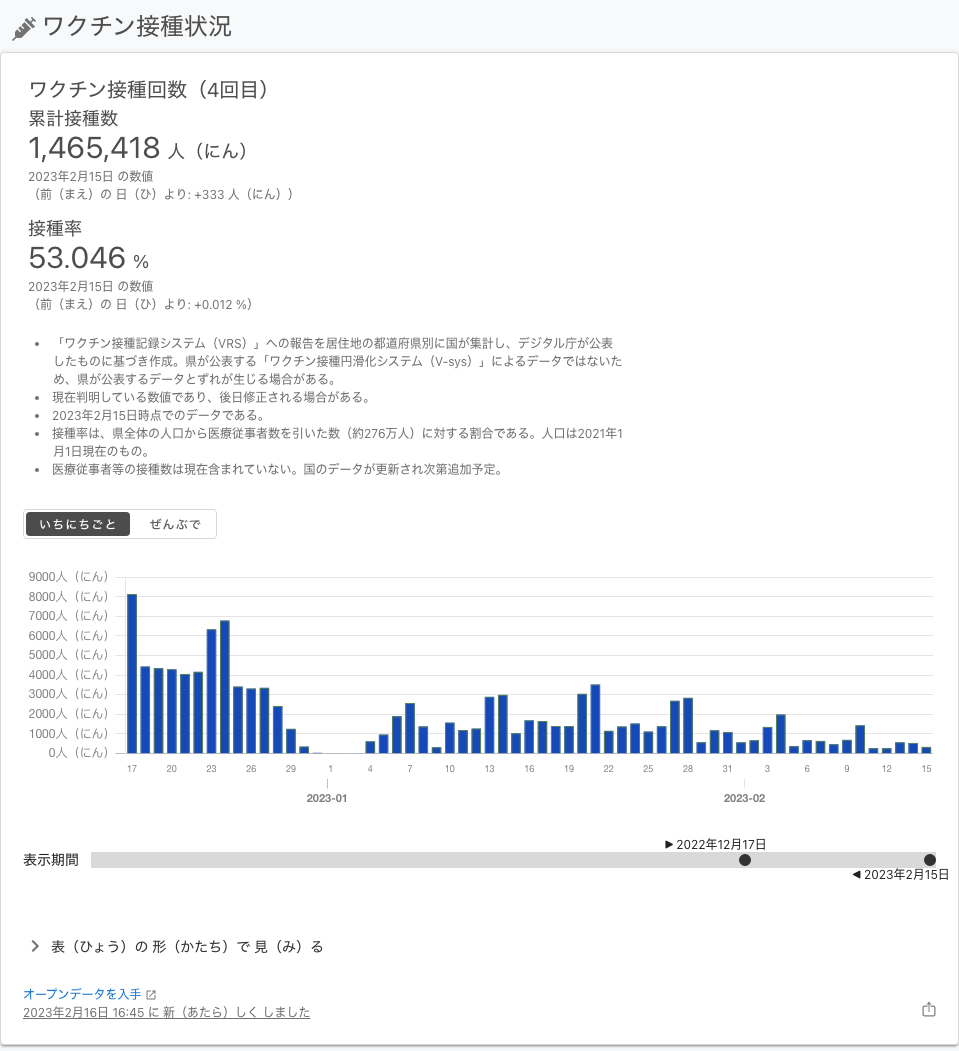 ワクチン接種状況
ワクチン接種回数（4回目）
累計接種数
1,465,418 人（にん）
2023年2月15日 の数値
（前（まえ）の 日（ひ）より: +333 人（にん））
接種率
53.046 %
2023年2月15日 の数値
（前（まえ）の 日（ひ）より: +0.012 %）
• 「ワクチン接種記録システム（VRS）」への報告を居住地の都道府県別に国が集計し、デジタル庁が公表
したものに基づき作成。県が公表する「ワクチン接種円滑化システム（V-sys）」によるデータではないた
め、県が公表するデータとずれが生じる場合がある。
• 現在判明している数値であり、後日修正される場合がある。
• 2023年2月15日時点でのデータである。
• 接種率は、県全体の人口から医療従事者数を引いた数（約276万人）に対する割合である。人口は2021年1
月1日現在のもの。
• 医療従事者等の接種数は現在含まれていない。国のデータが更新され次第追加予定。
いちにちごと ぜんぶで
9000人（にん）
8000人（にん）
7000人（にん）
6000人（にん）
5000人（にん）
4000人（にん）
3000人（にん）
2000人（にん）
1000人（にん）
0人（にん）
17 20 23 26 29 1 4 7 10 13 16 19 22 25 28 31 3 6 9 12 15
2023-01 2023-02
▶ 2022年12月17日
表示期間
◀ 2023年2月15日
表（ひょう）の 形（かたち）で 見（み）る
オープンデータを入手
2023年2月16日 16:45 に 新（あたら）しく しました